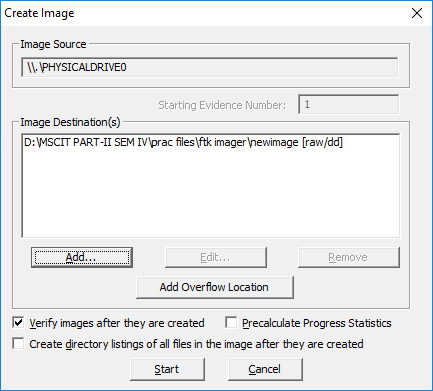 Create Image
Image Source
\\.\PHYSICALDRIVE0
Starting Evidence Number: 1
Image Destination(s)
D:\MSCIT PART-II SEM IV\prac files\ftk imager\newimage [raw/dd]
Add... Edit... Remove
Add Overflow Location
Verify images after they are created Precalculate Progress Statistics
Create directory listings of all files in the image after they are created
Start Cancel